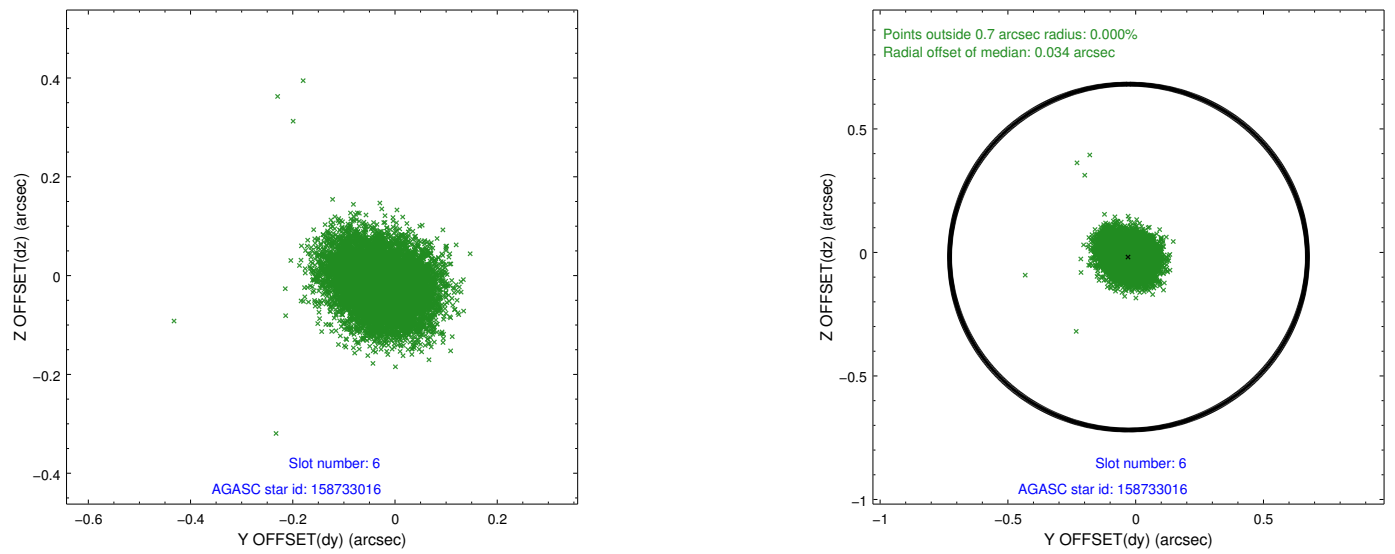 0.4
0.2
0
−0.2
−0.4
Z OFFSET(dz) (arcsec)
Slot number: 6
AGASC star id: 158733016
−0.6
−0.4
−0.2
0
0.2
Y OFFSET(dy) (arcsec)
Points outside 0.7 arcsec radius: 0.000%
Radial offset of median: 0.034 arcsec
0.5
0
−0.5
−1
Z OFFSET(dz) (arcsec)
Slot number: 6
AGASC star id: 158733016
−1
−0.5
0
0.5
Y OFFSET(dy) (arcsec)